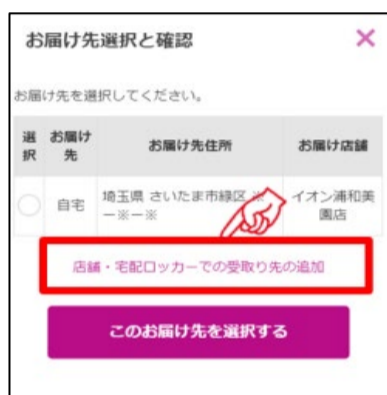 お届け先選択と確認 ×
お届け先を選択してください。
選択 お届け先 お届け先住所 お届け店舗
自宅 埼玉県 さいたま市緑区 ※ー※ー※ イオン浦和美園店
店舗・宅配ロッカーでの受取り先の追加
このお届け先を選択する